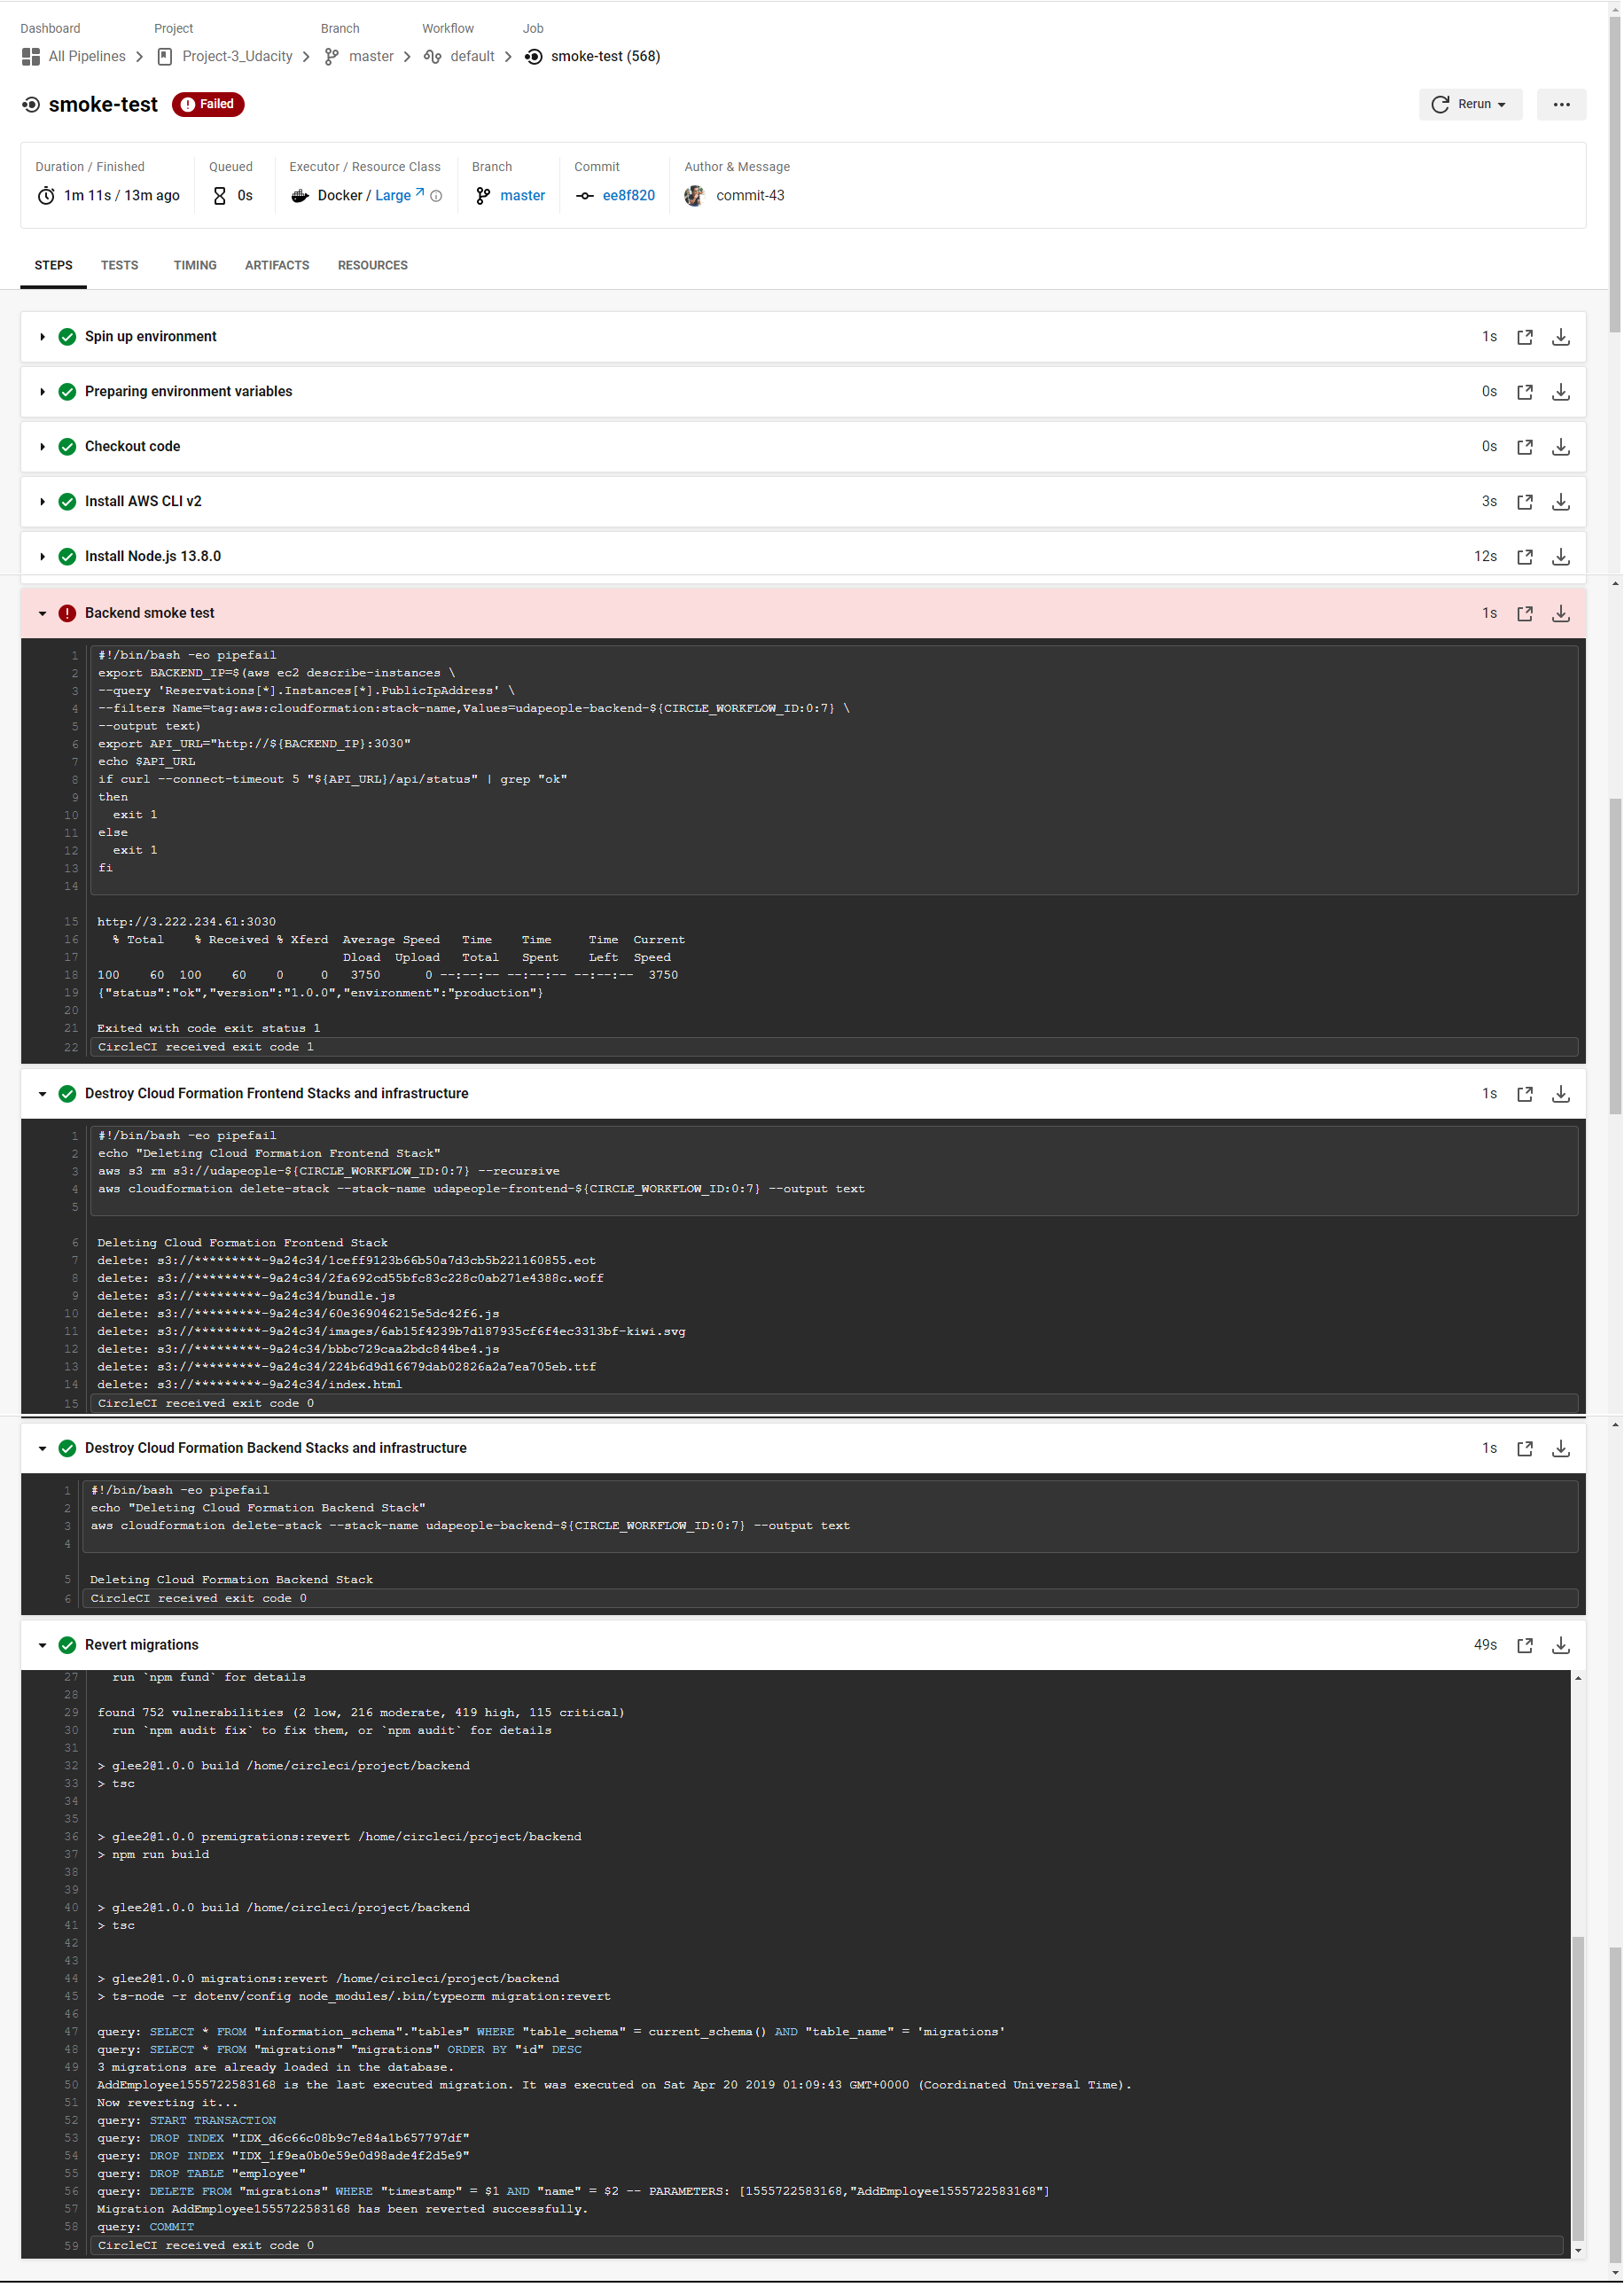 Dashboard Project Branch Workflow Job
All Pipelines Project-3_Udacity master default smoke-test (568)
smoke-test Failed Rerun
Duration / Finished Queued Executor / Resource Class Branch Commit Author & Message
1m 11s / 13m ago 0s Docker / Large master ee8f820 commit-43
STEPS TESTS TIMING ARTIFACTS RESOURCES
Spin up environment 1s
Preparing environment variables 0s
Checkout code 0s
Install AWS CLI v2 3s
Install Node.js 13.8.0 12s
Backend smoke test 1s
1 #!/bin/bash -eo pipefail
2 export BACKEND_IP=$(aws ec2 describe-instances \
3 --query 'Reservations[*].Instances[*].PublicIpAddress' \
4 --filters Name=tag:aws:cloudformation:stack-name,Values=udapeople-backend-${CIRCLE_WORKFLOW_ID:0:7} \
5 --output text)
6 export API_URL="http://${BACKEND_IP}:3030"
7 echo $API_URL
8 if curl --connect-timeout 5 "${API_URL}/api/status" | grep "ok"
9 then
10 exit 1
11 else
12 exit 1
13 fi
14
15 http://3.222.234.61:3030
16 % Total % Received % Xferd Average Speed Time Time Time Current
17 Dload Upload Total Spent Left Speed
18 100 60 100 60 0 0 3750 0 --:--:-- --:--:-- --:--:-- 3750
19 {"status":"ok","version":"1.0.0","environment":"production"}
20
21 Exited with code exit status 1
22 CircleCI received exit code 1
Destroy Cloud Formation Frontend Stacks and infrastructure 1s
1 #!/bin/bash -eo pipefail
2 echo "Deleting Cloud Formation Frontend Stack"
3 aws s3 rm s3://udapeople-${CIRCLE_WORKFLOW_ID:0:7} --recursive
4 aws cloudformation delete-stack --stack-name udapeople-frontend-${CIRCLE_WORKFLOW_ID:0:7} --output text
5
6 Deleting Cloud Formation Frontend Stack
7 delete: s3://*********-9a24c34/1ceff9123b66b50a7d3cb5b221160855.eot
8 delete: s3://*********-9a24c34/2fa692cd55bfc83c228c0ab271e4388c.woff
9 delete: s3://*********-9a24c34/bundle.js
10 delete: s3://*********-9a24c34/60e369046215e5dc42f6.js
11 delete: s3://*********-9a24c34/images/6ab15f4239b7d187935cf6f4ec3313bf-kiwi.svg
12 delete: s3://*********-9a24c34/bbbc729caa2bdc844be4.js
13 delete: s3://*********-9a24c34/224b6d9d16679dab02826a2a7ea705eb.ttf
14 delete: s3://*********-9a24c34/index.html
15 CircleCI received exit code 0
Destroy Cloud Formation Backend Stacks and infrastructure 1s
1 #!/bin/bash -eo pipefail
2 echo "Deleting Cloud Formation Backend Stack"
3 aws cloudformation delete-stack --stack-name udapeople-backend-${CIRCLE_WORKFLOW_ID:0:7} --output text
4
5 Deleting Cloud Formation Backend Stack
6 CircleCI received exit code 0
Revert migrations 49s
27 run `npm fund` for details
28
29 found 752 vulnerabilities (2 low, 216 moderate, 419 high, 115 critical)
30 run `npm audit fix` to fix them, or `npm audit` for details
31
32 > glee2@1.0.0 build /home/circleci/project/backend
33 > tsc
34
35
36 > glee2@1.0.0 premigrations:revert /home/circleci/project/backend
37 > npm run build
38
39
40 > glee2@1.0.0 build /home/circleci/project/backend
41 > tsc
42
43
44 > glee2@1.0.0 migrations:revert /home/circleci/project/backend
45 > ts-node -r dotenv/config node_modules/.bin/typeorm migration:revert
46
47 query: SELECT * FROM "information_schema"."tables" WHERE "table_schema" = current_schema() AND "table_name" = 'migrations'
48 query: SELECT * FROM "migrations" "migrations" ORDER BY "id" DESC
49 3 migrations are already loaded in the database.
50 AddEmployee1555722583168 is the last executed migration. It was executed on Sat Apr 20 2019 01:09:43 GMT+0000 (Coordinated Universal Time).
51 Now reverting it...
52 query: START TRANSACTION
53 query: DROP INDEX "IDX_d6c66c08b9c7e84a1b657797df"
54 query: DROP INDEX "IDX_1f9ea0b0e59e0d98ade4f2d5e9"
55 query: DROP TABLE "employee"
56 query: DELETE FROM "migrations" WHERE "timestamp" = $1 AND "name" = $2 -- PARAMETERS: [1555722583168,"AddEmployee1555722583168"]
57 Migration AddEmployee1555722583168 has been reverted successfully.
58 query: COMMIT
59 CircleCI received exit code 0